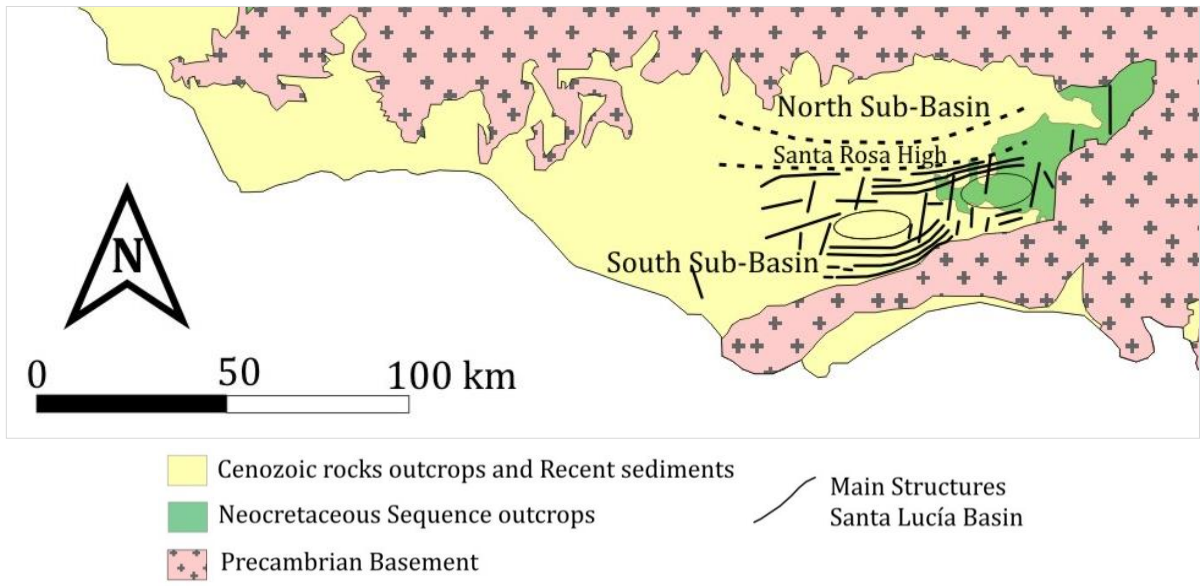 North Sub-Basin
Santa Rosa High
South Sub-Basin
N
0 50 100 km
Cenozoic rocks outcrops and Recent sediments
Neocretaceous Sequence outcrops
Precambrian Basement
Main Structures
Santa Lucía Basin